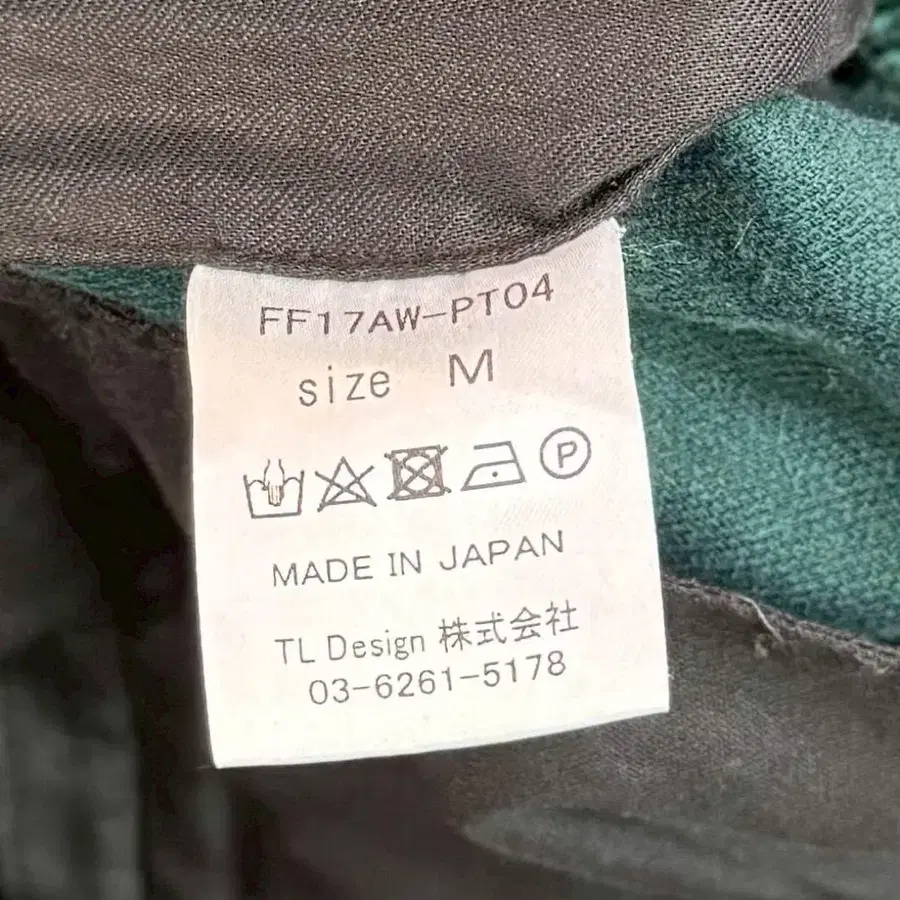 FF17AW-PT04
size M
P
MADE IN JAPAN
TL Design 株式会社
03-6261-5178